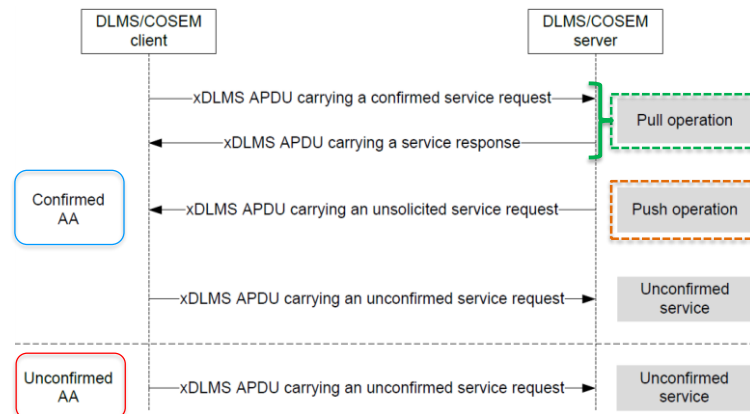 DLMS/COSEM
client
DLMS/COSEM
server
xDLMS APDU carrying a confirmed service request
Pull operation
xDLMS APDU carrying a service response
Confirmed
AA
xDLMS APDU carrying an unsolicited service request
Push operation
xDLMS APDU carrying an unconfirmed service request
Unconfirmed
service
Unconfirmed
AA
xDLMS APDU carrying an unconfirmed service request
Unconfirmed
service